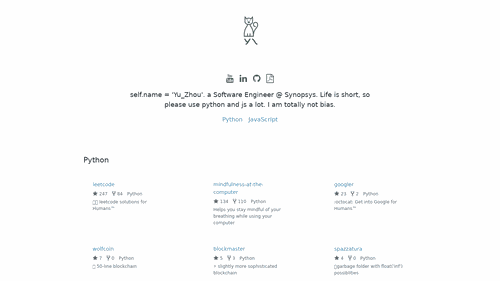 self.name = 'Yu_Zhou'. a Software Engineer @ Synopsys. Life is short, so
please use python and js a lot. I am totally not bias.
Python JavaScript
Python
leetcode
247 84 Python
leetcode solutions for
Humans™
mindfulness-at-the-
computer
134 110 Python
Helps you stay mindful of your
breathing while using your
computer
googler
23 2 Python
:octocat: Get into Google for
Humans™
wolfcoin
7 0 Python
50-line blockchain
blockmaster
5 Python
slightly more sophisticated
blockchain
spazzatura
4 0 Python
garbage folder with float('inf')
possiblities